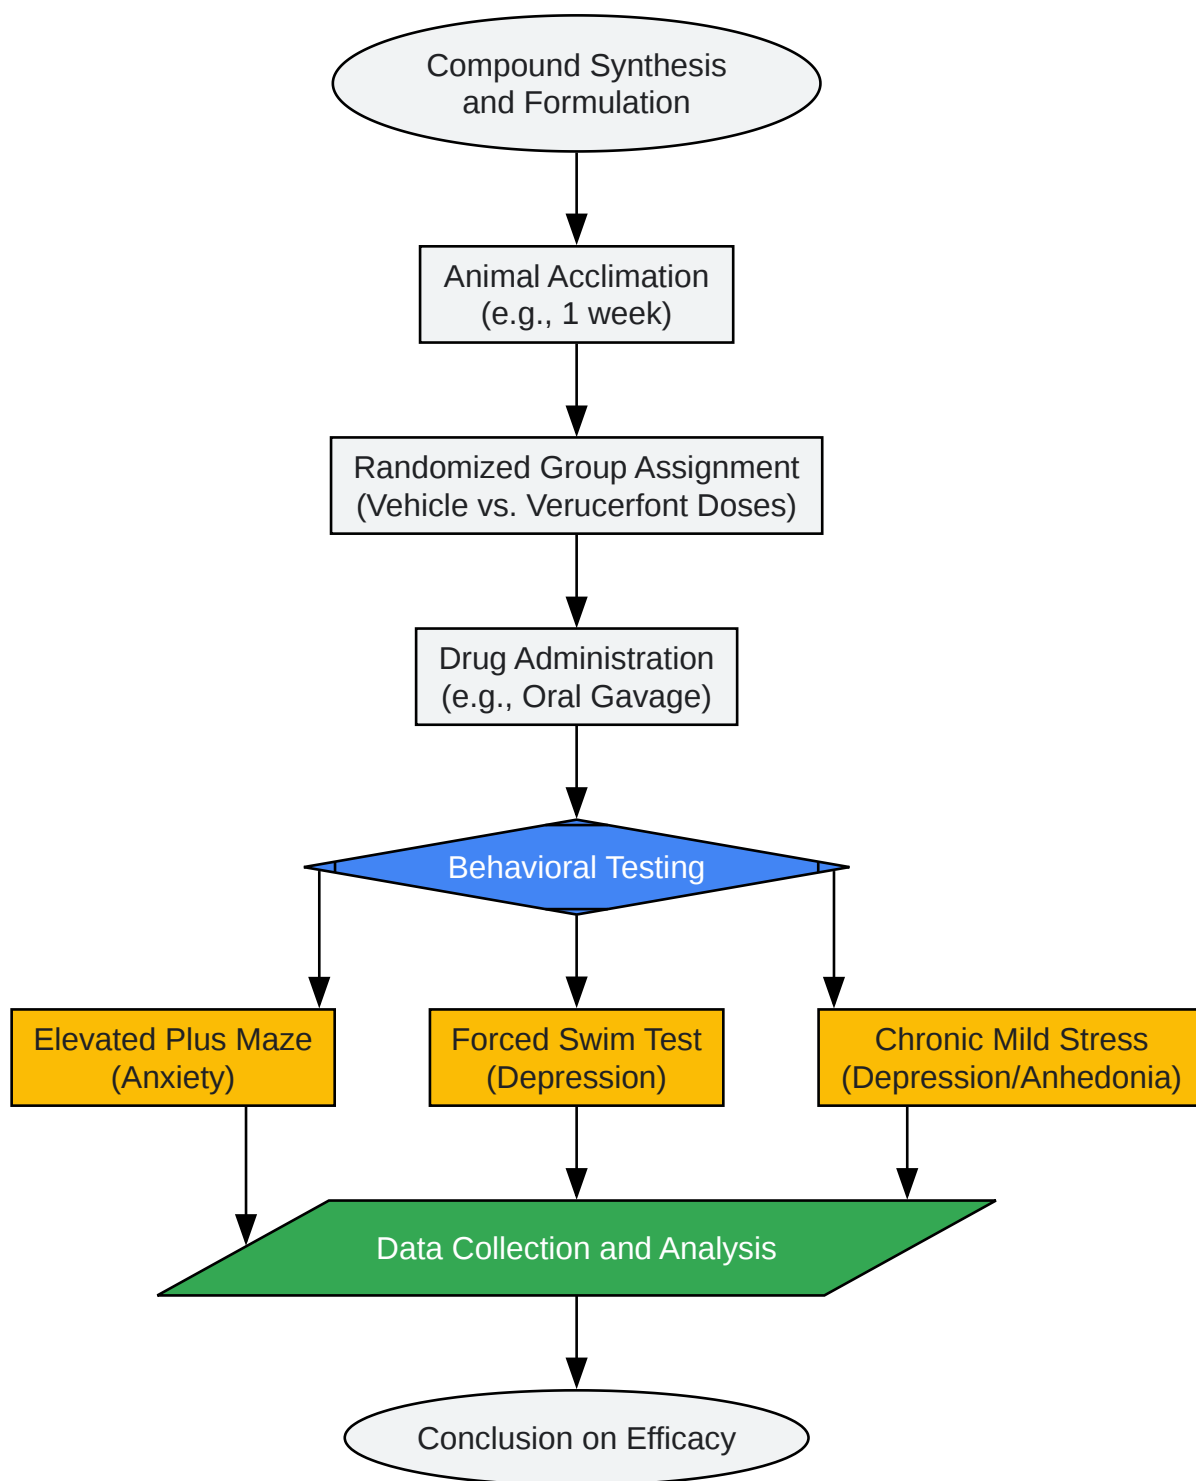 Compound Synthesis
and Formulation
Animal Acclimation
(e.g., 1 week)
Randomized Group Assignment
(Vehicle vs. Verucerfont Doses)
Drug Administration
(e.g., Oral Gavage)
Behavioral Testing
Elevated Plus Maze
(Anxiety)
Forced Swim Test
(Depression)
Chronic Mild Stress
(Depression/Anhedonia)
Data Collection and Analysis
Conclusion on Efficacy